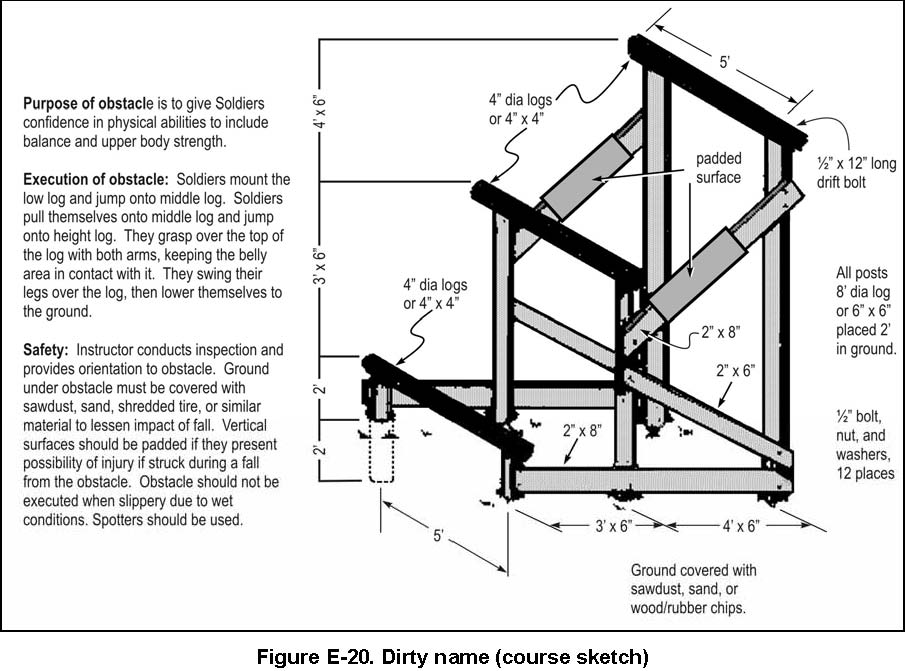 Purpose of obstacle is to give Soldiers
confidence in physical abilities to include
balance and upper body strength.
Execution of obstacle: Soldiers mount the
low log and jump onto middle log. Soldiers
pull themselves onto middle log and jump
onto height log. They grasp over the top of
the log with both arms, keeping the belly
area in contact with it. They swing their
legs over the log, then lower themselves to
the ground.
Safety: Instructor conducts inspection and
provides orientation to obstacle. Ground
under obstacle must be covered with
sawdust, sand, shredded tire, or similar
material to lessen impact of fall. Vertical
surfaces should be padded if they present
possibility of injury if struck during a fall
from the obstacle. Obstacle should not be
executed when slippery due to wet
conditions. Spotters should be used.
4' x 6"
3' x 6"
2'
2'
4" dia logs
or 4" x 4"
4" dia logs
or 4" x 4"
5'
padded
surface
½" x 12" long
drift bolt
All posts
8' dia log
or 6" x 6"
placed 2'
in ground.
2" x 8"
2" x 6"
2" x 8"
½" bolt,
nut, and
washers,
12 places
5'
3' x 6"
4' x 6"
Ground covered with
sawdust, sand, or
wood/rubber chips.
Figure E-20. Dirty name (course sketch)